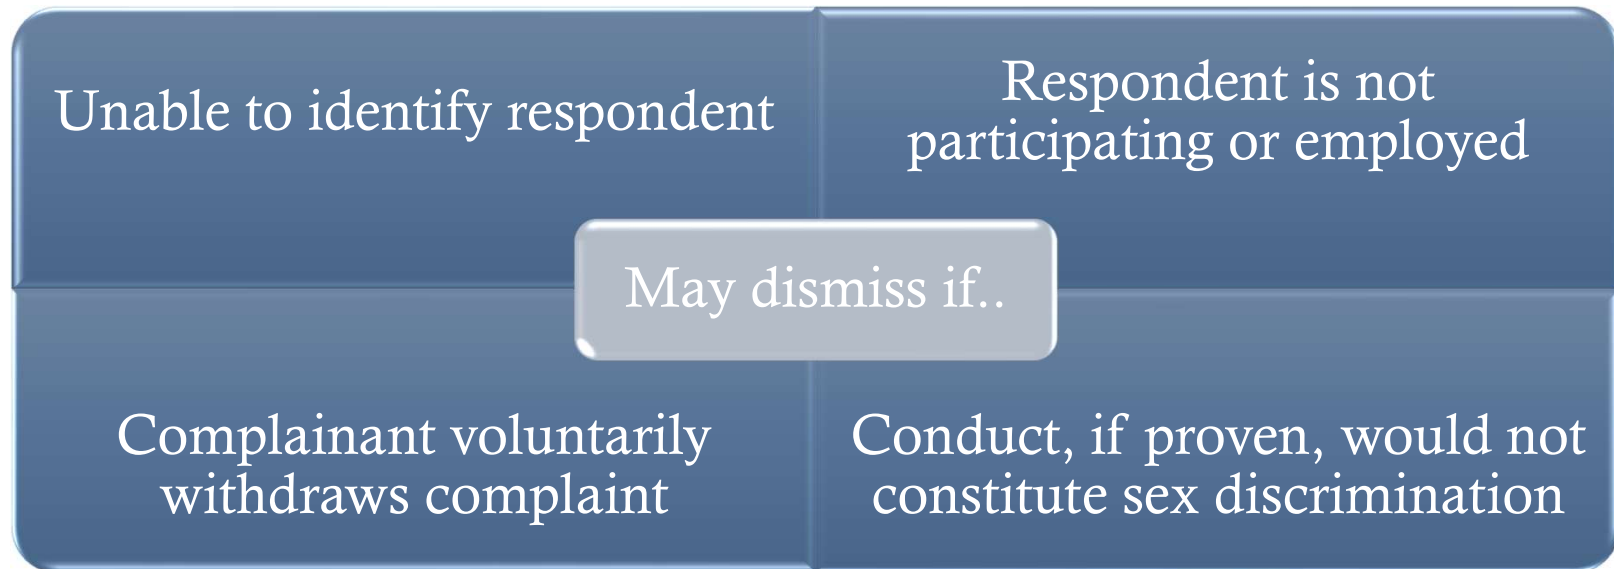 Unable to identify respondent
Respondent is not
participating or employed
May dismiss if..
Complainant voluntarily
withdraws complaint
Conduct, if proven, would not
constitute sex discrimination